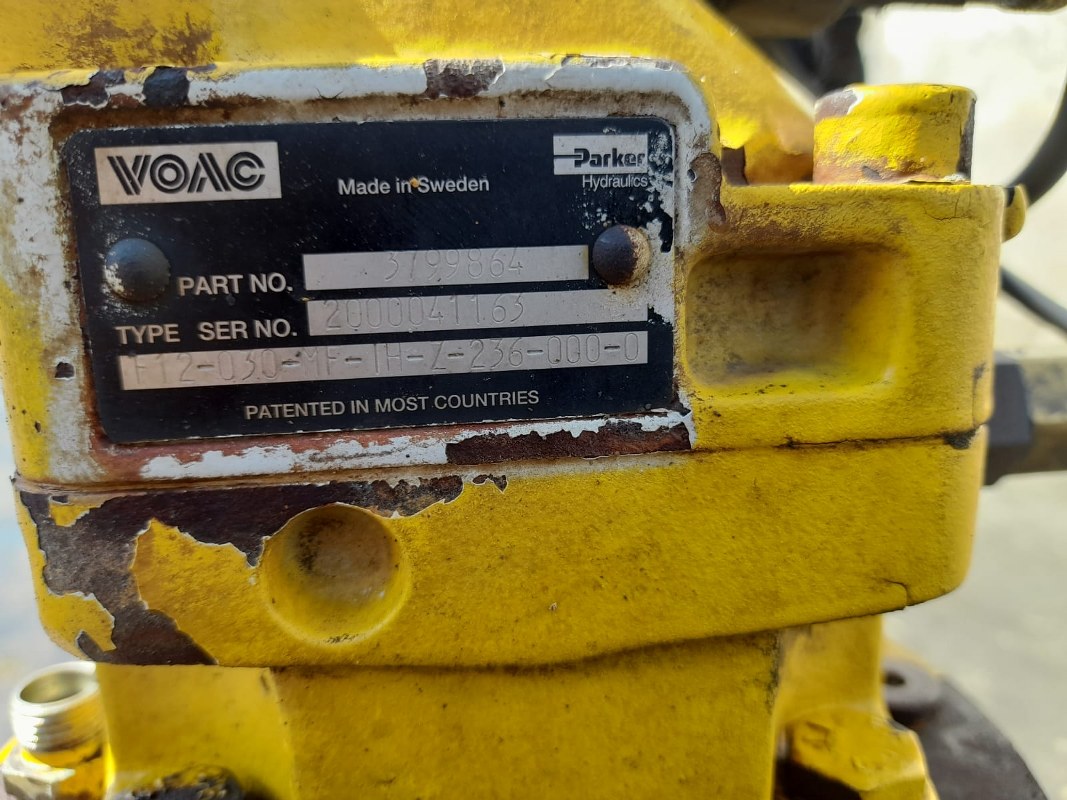 VOAC
Made in Sweden
Parker
Hydraulics
PART NO. 3799864
TYPE SER NO. 2000041163
F12-030-MF-IH-Z-236-000-0
PATENTED IN MOST COUNTRIES